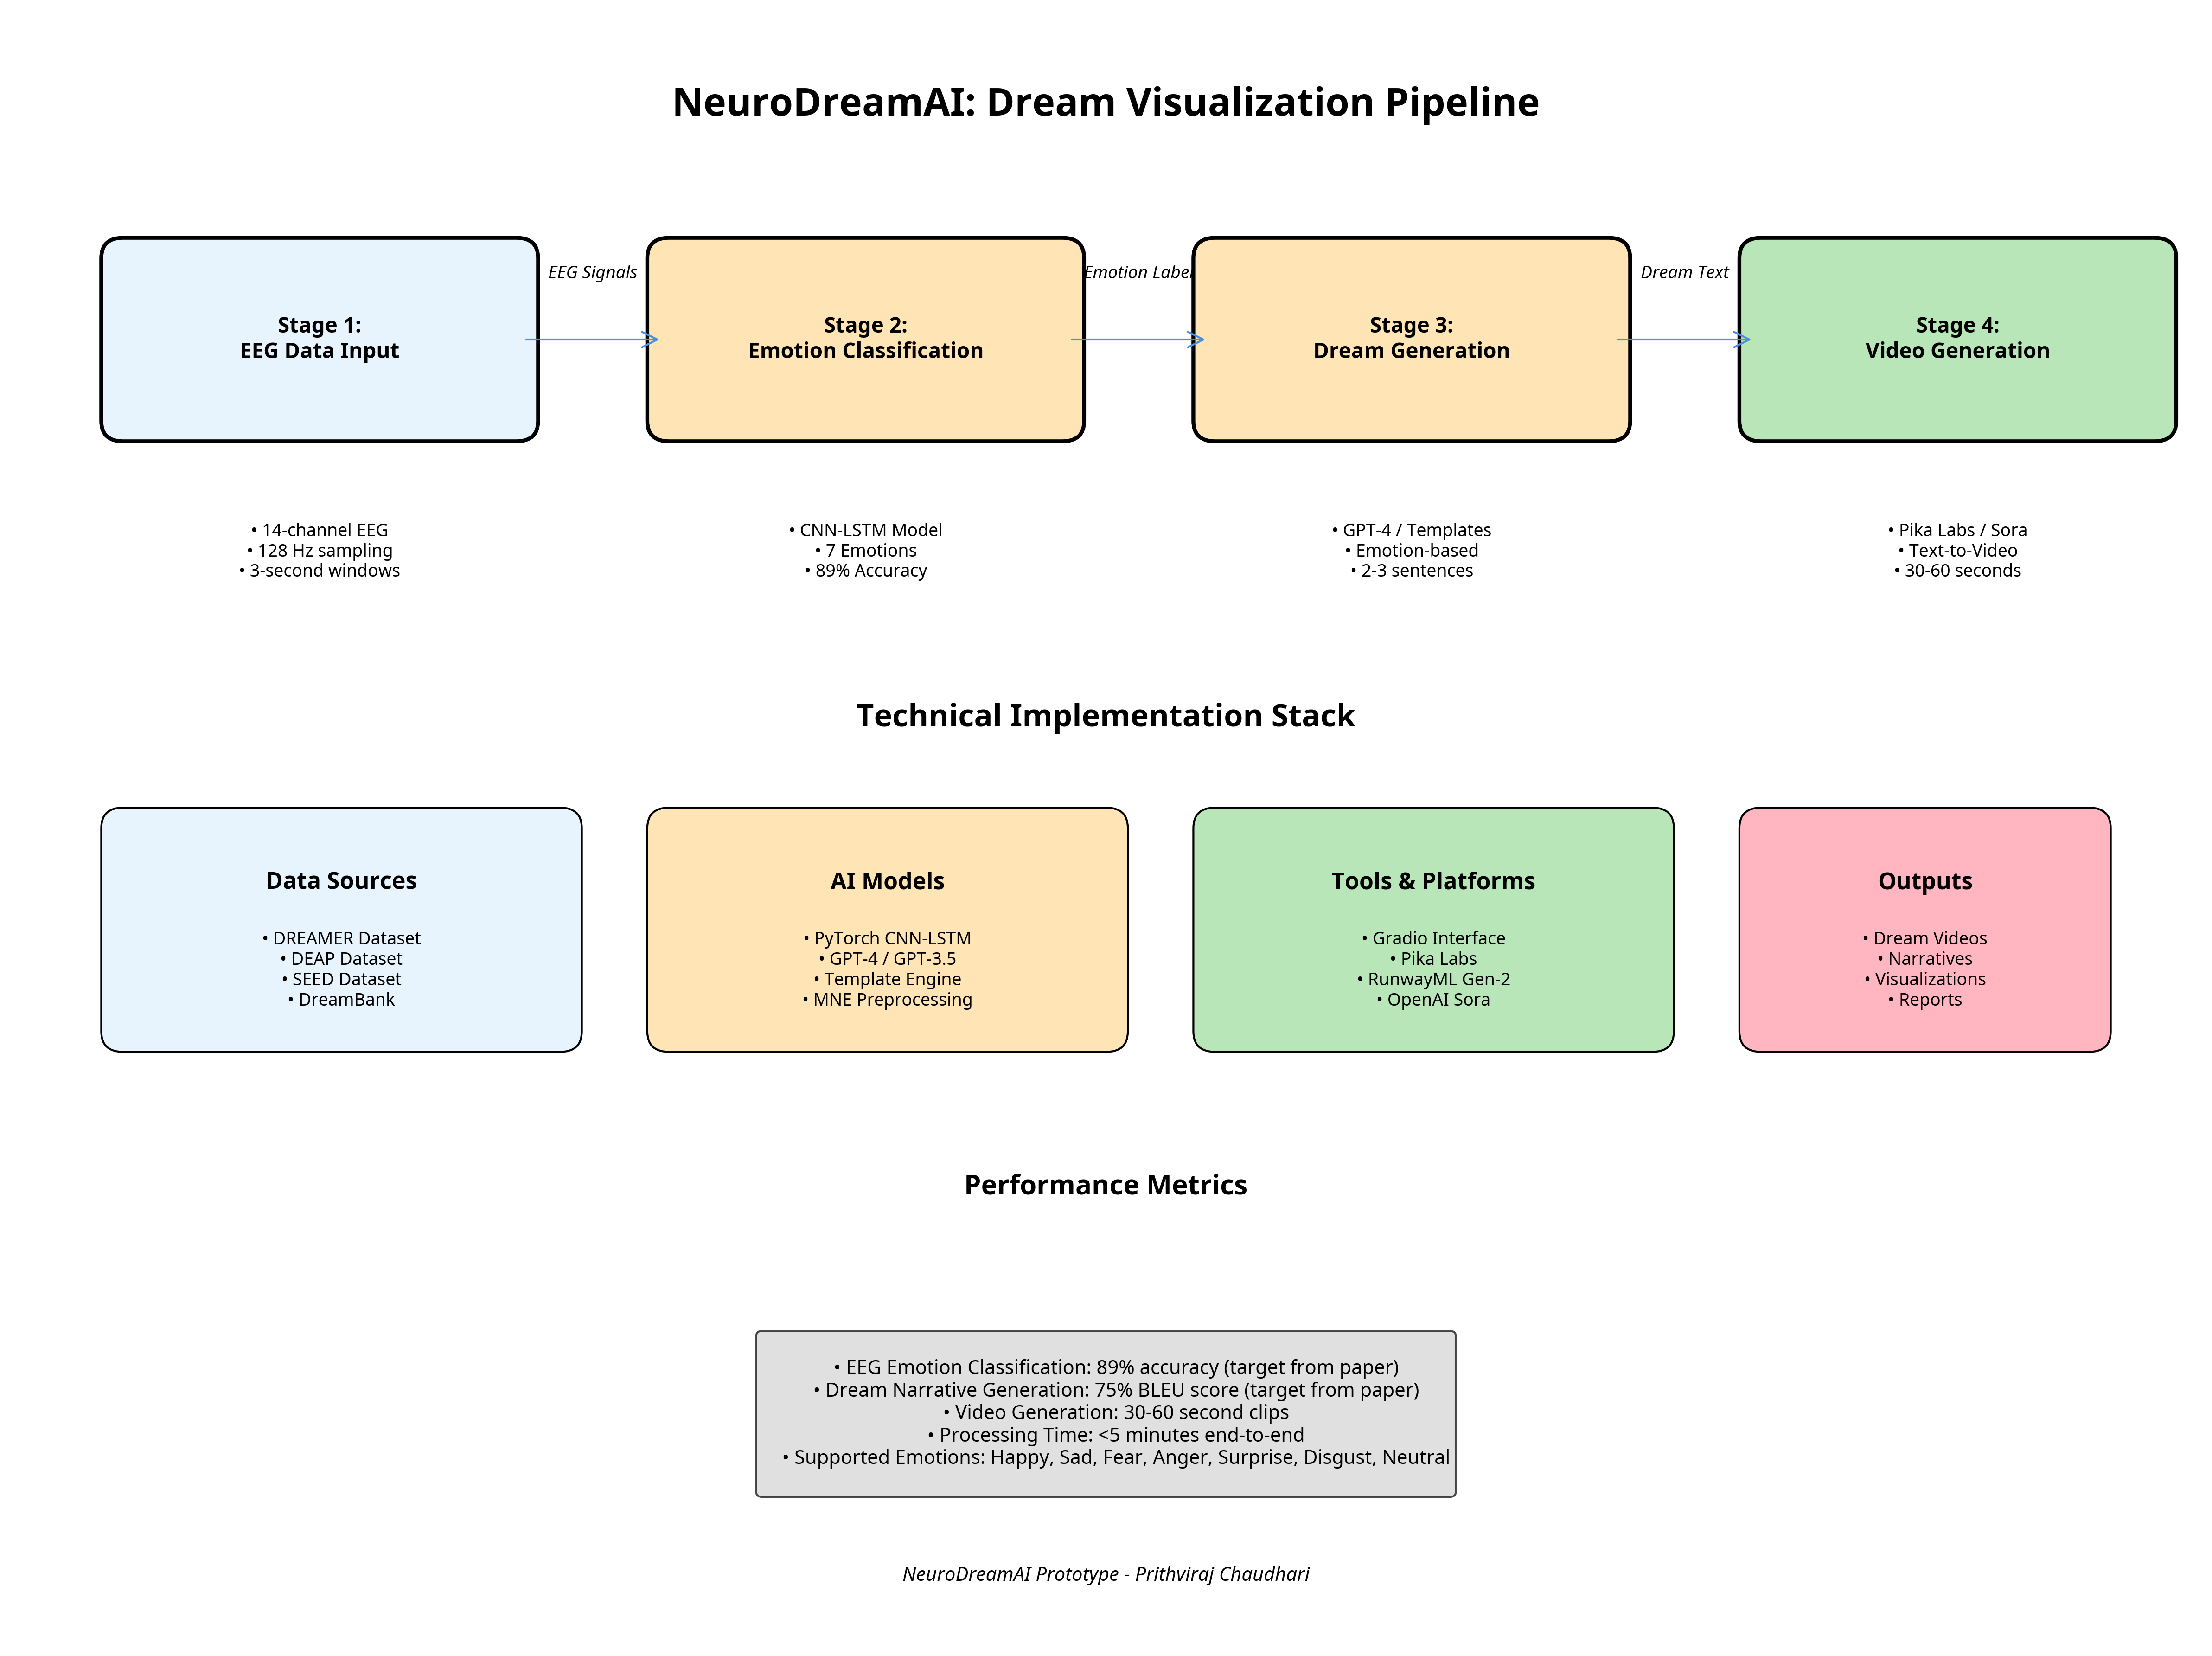 NeuroDreamAI: Dream Visualization Pipeline
EEG Signals
Emotion Label
Dream Text
Stage 1:
EEG Data Input
Stage 2:
Emotion Classification
Stage 3:
Dream Generation
Stage 4:
Video Generation
• 14-channel EEG
• 128 Hz sampling
• 3-second windows
• CNN-LSTM Model
• 7 Emotions
• 89% Accuracy
• GPT-4 / Templates
• Emotion-based
• 2-3 sentences
• Pika Labs / Sora
• Text-to-Video
• 30-60 seconds
Technical Implementation Stack
Data Sources
• DREAMER Dataset
• DEAP Dataset
• SEED Dataset
• DreamBank
AI Models
• PyTorch CNN-LSTM
• GPT-4 / GPT-3.5
• Template Engine
• MNE Preprocessing
Tools & Platforms
• Gradio Interface
• Pika Labs
• RunwayML Gen-2
• OpenAI Sora
Outputs
• Dream Videos
• Narratives
• Visualizations
• Reports
Performance Metrics
• EEG Emotion Classification: 89% accuracy (target from paper)
• Dream Narrative Generation: 75% BLEU score (target from paper)
• Video Generation: 30-60 second clips
• Processing Time: <5 minutes end-to-end
• Supported Emotions: Happy, Sad, Fear, Anger, Surprise, Disgust, Neutral
NeuroDreamAI Prototype - Prithviraj Chaudhari